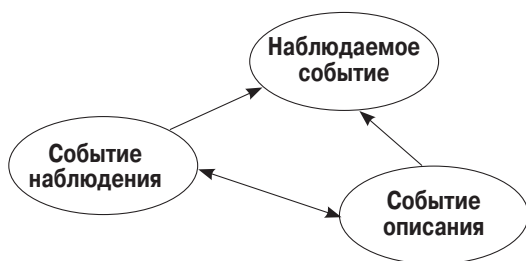 Наблюдаемое
событие
Событие
наблюдения
Событие
описания